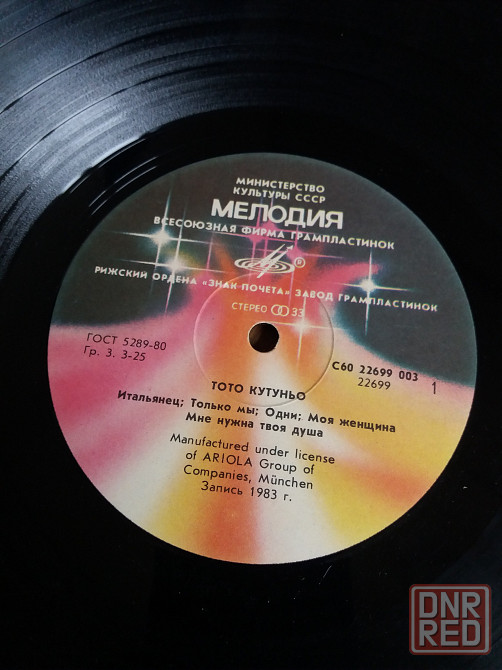 МИНИСТЕРСТВО
КУЛЬТУРЫ СССР
МЕЛОДИЯ
ВСЕСОЮЗНАЯ ФИРМА ГРАМПЛАСТИНОК
РИЖСКИЙ ОРДЕНА «ЗНАК ПОЧЕТА» ЗАВОД ГРАМПЛАСТИНОК
СТЕРЕО 33
ГОСТ 5289-80
Гр. 3. 3-25
С60 22699 003
22699
1
ТОТО КУТУНЬО
Итальянец; Только мы; Одни; Моя женщина
Мне нужна твоя душа
Manufactured under license
of ARIOLA Group of
Companies, München
Запись 1983 г.
DNR
RED